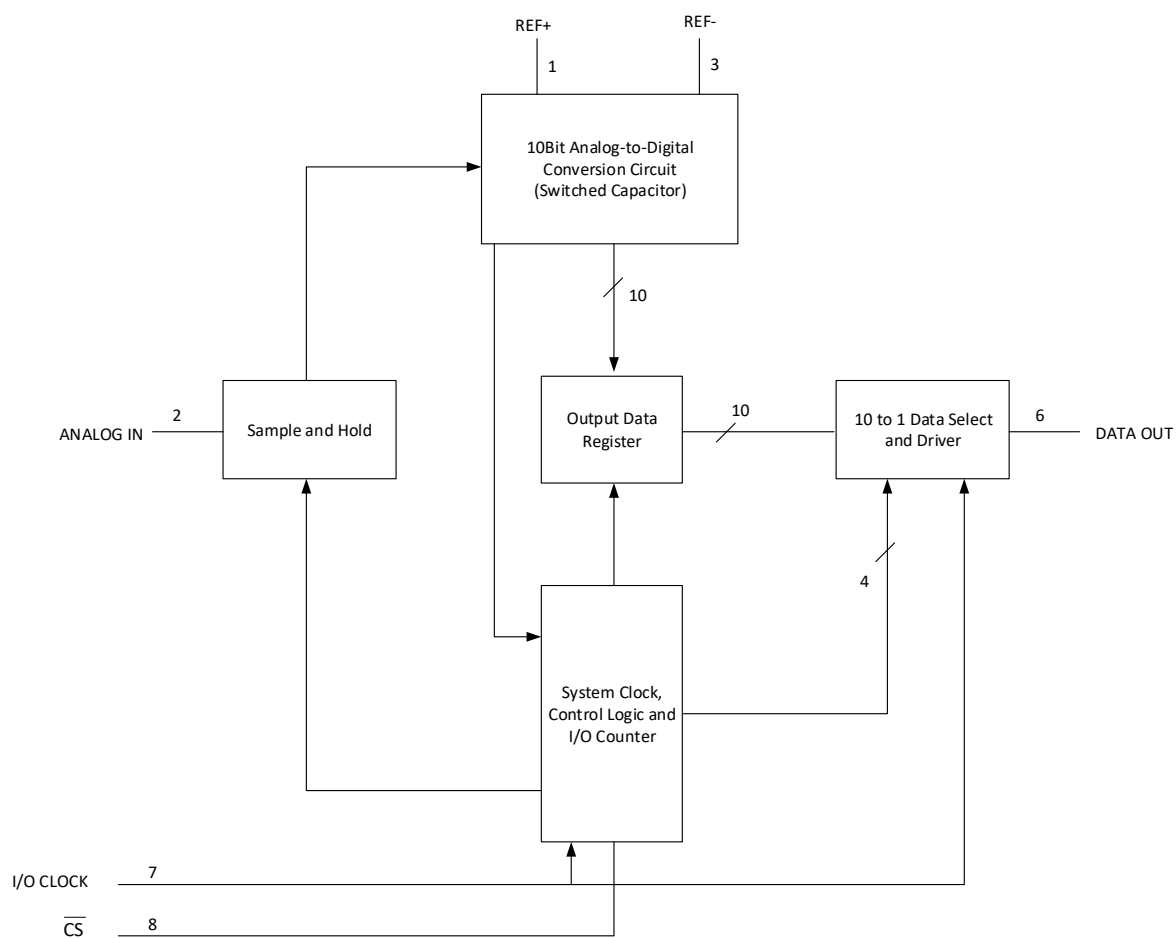 REF+
REF-
1
3
10Bit Analog-to-Digital
Conversion Circuit
(Switched Capacitor)
10
ANALOG IN
2
Sample and Hold
Output Data
Register
10
10 to 1 Data Select
and Driver
6
DATA OUT
4
System Clock,
Control Logic and
I/O Counter
I/O CLOCK
7
C̅S̅
8